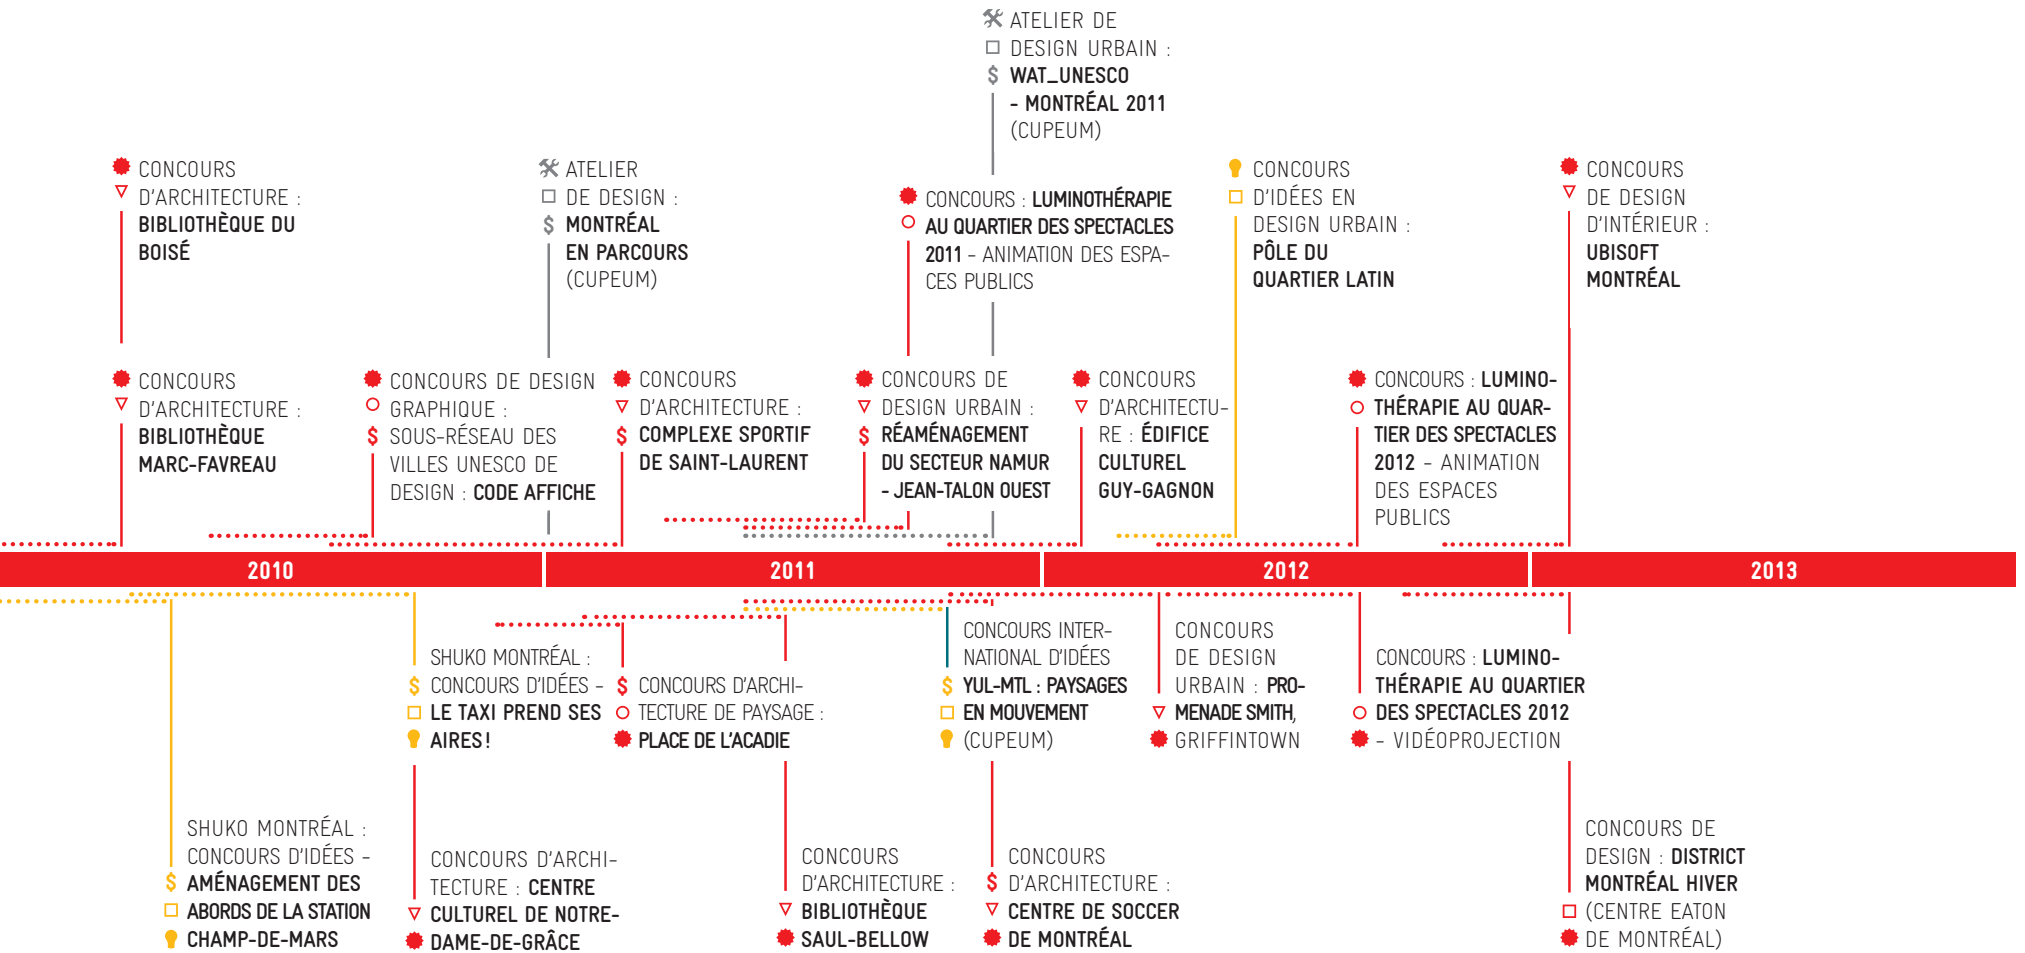 ATELIER DE
DESIGN URBAIN :
$ WAT_UNESCO
- MONTRÉAL 2011
(CUPEUM)
CONCOURS
D'ARCHITECTURE :
BIBLIOTHÈQUE DU
BOISÉ
ATELIER
DE DESIGN :
$ MONTRÉAL
EN PARCOURS
(CUPEUM)
CONCOURS : LUMINOTHÉRAPIE
AU QUARTIER DES SPECTACLES
2011 - ANIMATION DES ESPA-
CES PUBLICS
CONCOURS
D'IDÉES EN
DESIGN URBAIN :
PÔLE DU
QUARTIER LATIN
CONCOURS
DE DESIGN
D'INTÉRIEUR :
UBISOFT
MONTRÉAL
CONCOURS
D'ARCHITECTURE :
BIBLIOTHÈQUE
MARC-FAVREAU
CONCOURS DE DESIGN
GRAPHIQUE :
$ SOUS-RÉSEAU DES
VILLES UNESCO DE
DESIGN : CODE AFFICHE
CONCOURS
D'ARCHITECTURE :
$ COMPLEXE SPORTIF
DE SAINT-LAURENT
CONCOURS DE
DESIGN URBAIN :
$ RÉAMÉNAGEMENT
DU SECTEUR NAMUR
- JEAN-TALON OUEST
CONCOURS
D'ARCHITECTU-
RE : ÉDIFICE
CULTUREL
GUY-GAGNON
CONCOURS : LUMINO-
THÉRAPIE AU QUAR-
TIER DES SPECTACLES
2012 - ANIMATION
DES ESPACES
PUBLICS
2010
2011
2012
2013
SHUKO MONTRÉAL :
$ CONCOURS D'IDÉES -
LE TAXI PREND SES
AIRES!
$ CONCOURS D'ARCHI-
TECTURE DE PAYSAGE :
PLACE DE L'ACADIE
CONCOURS INTER-
NATIONAL D'IDÉES
$ YUL-MTL : PAYSAGES
EN MOUVEMENT
(CUPEUM)
CONCOURS
DE DESIGN
URBAIN : PRO-
MENADE SMITH,
GRIFFINTOWN
CONCOURS : LUMINO-
THÉRAPIE AU QUARTIER
DES SPECTACLES 2012
- VIDÉOPROJECTION
SHUKO MONTRÉAL :
CONCOURS D'IDÉES -
$ AMÉNAGEMENT DES
ABORDS DE LA STATION
CHAMP-DE-MARS
CONCOURS D'ARCHI-
TECTURE : CENTRE
CULTUREL DE NOTRE-
DAME-DE-GRÂCE
CONCOURS
D'ARCHITECTURE :
BIBLIOTHÈQUE
SAUL-BELLOW
CONCOURS
$ D'ARCHITECTURE :
CENTRE DE SOCCER
DE MONTRÉAL
CONCOURS DE
DESIGN : DISTRICT
MONTRÉAL HIVER
(CENTRE EATON
DE MONTRÉAL)